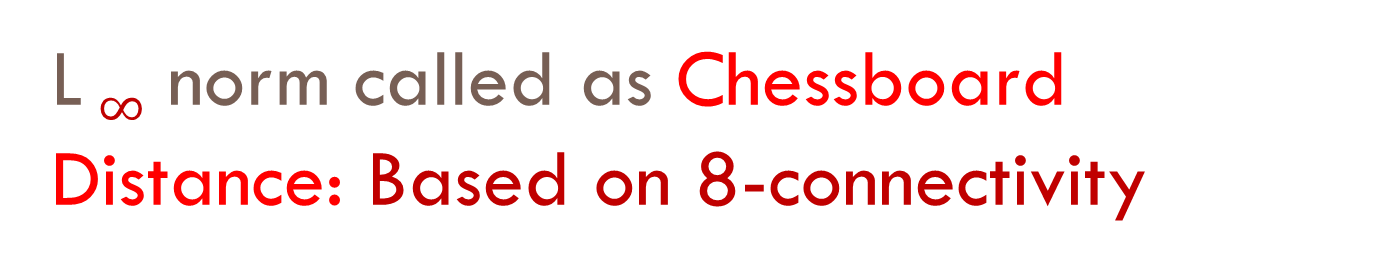 L ∞ norm called as Chessboard
Distance: Based on 8-connectivity